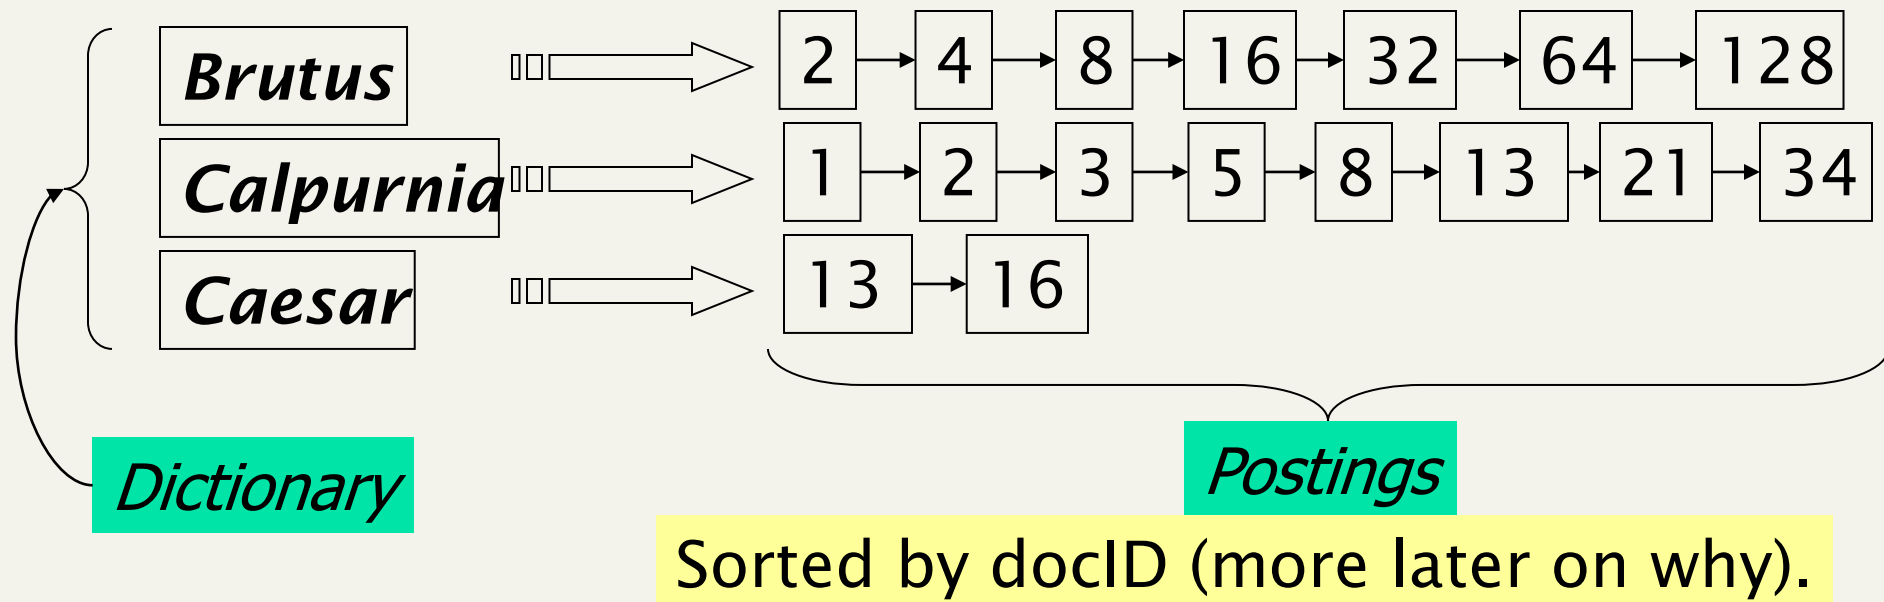 Brutus 2 4 8 16 32 64 128
Calpurnia 1 2 3 5 8 13 21 34
Caesar 13 16
Dictionary
Postings
Sorted by docID (more later on why).